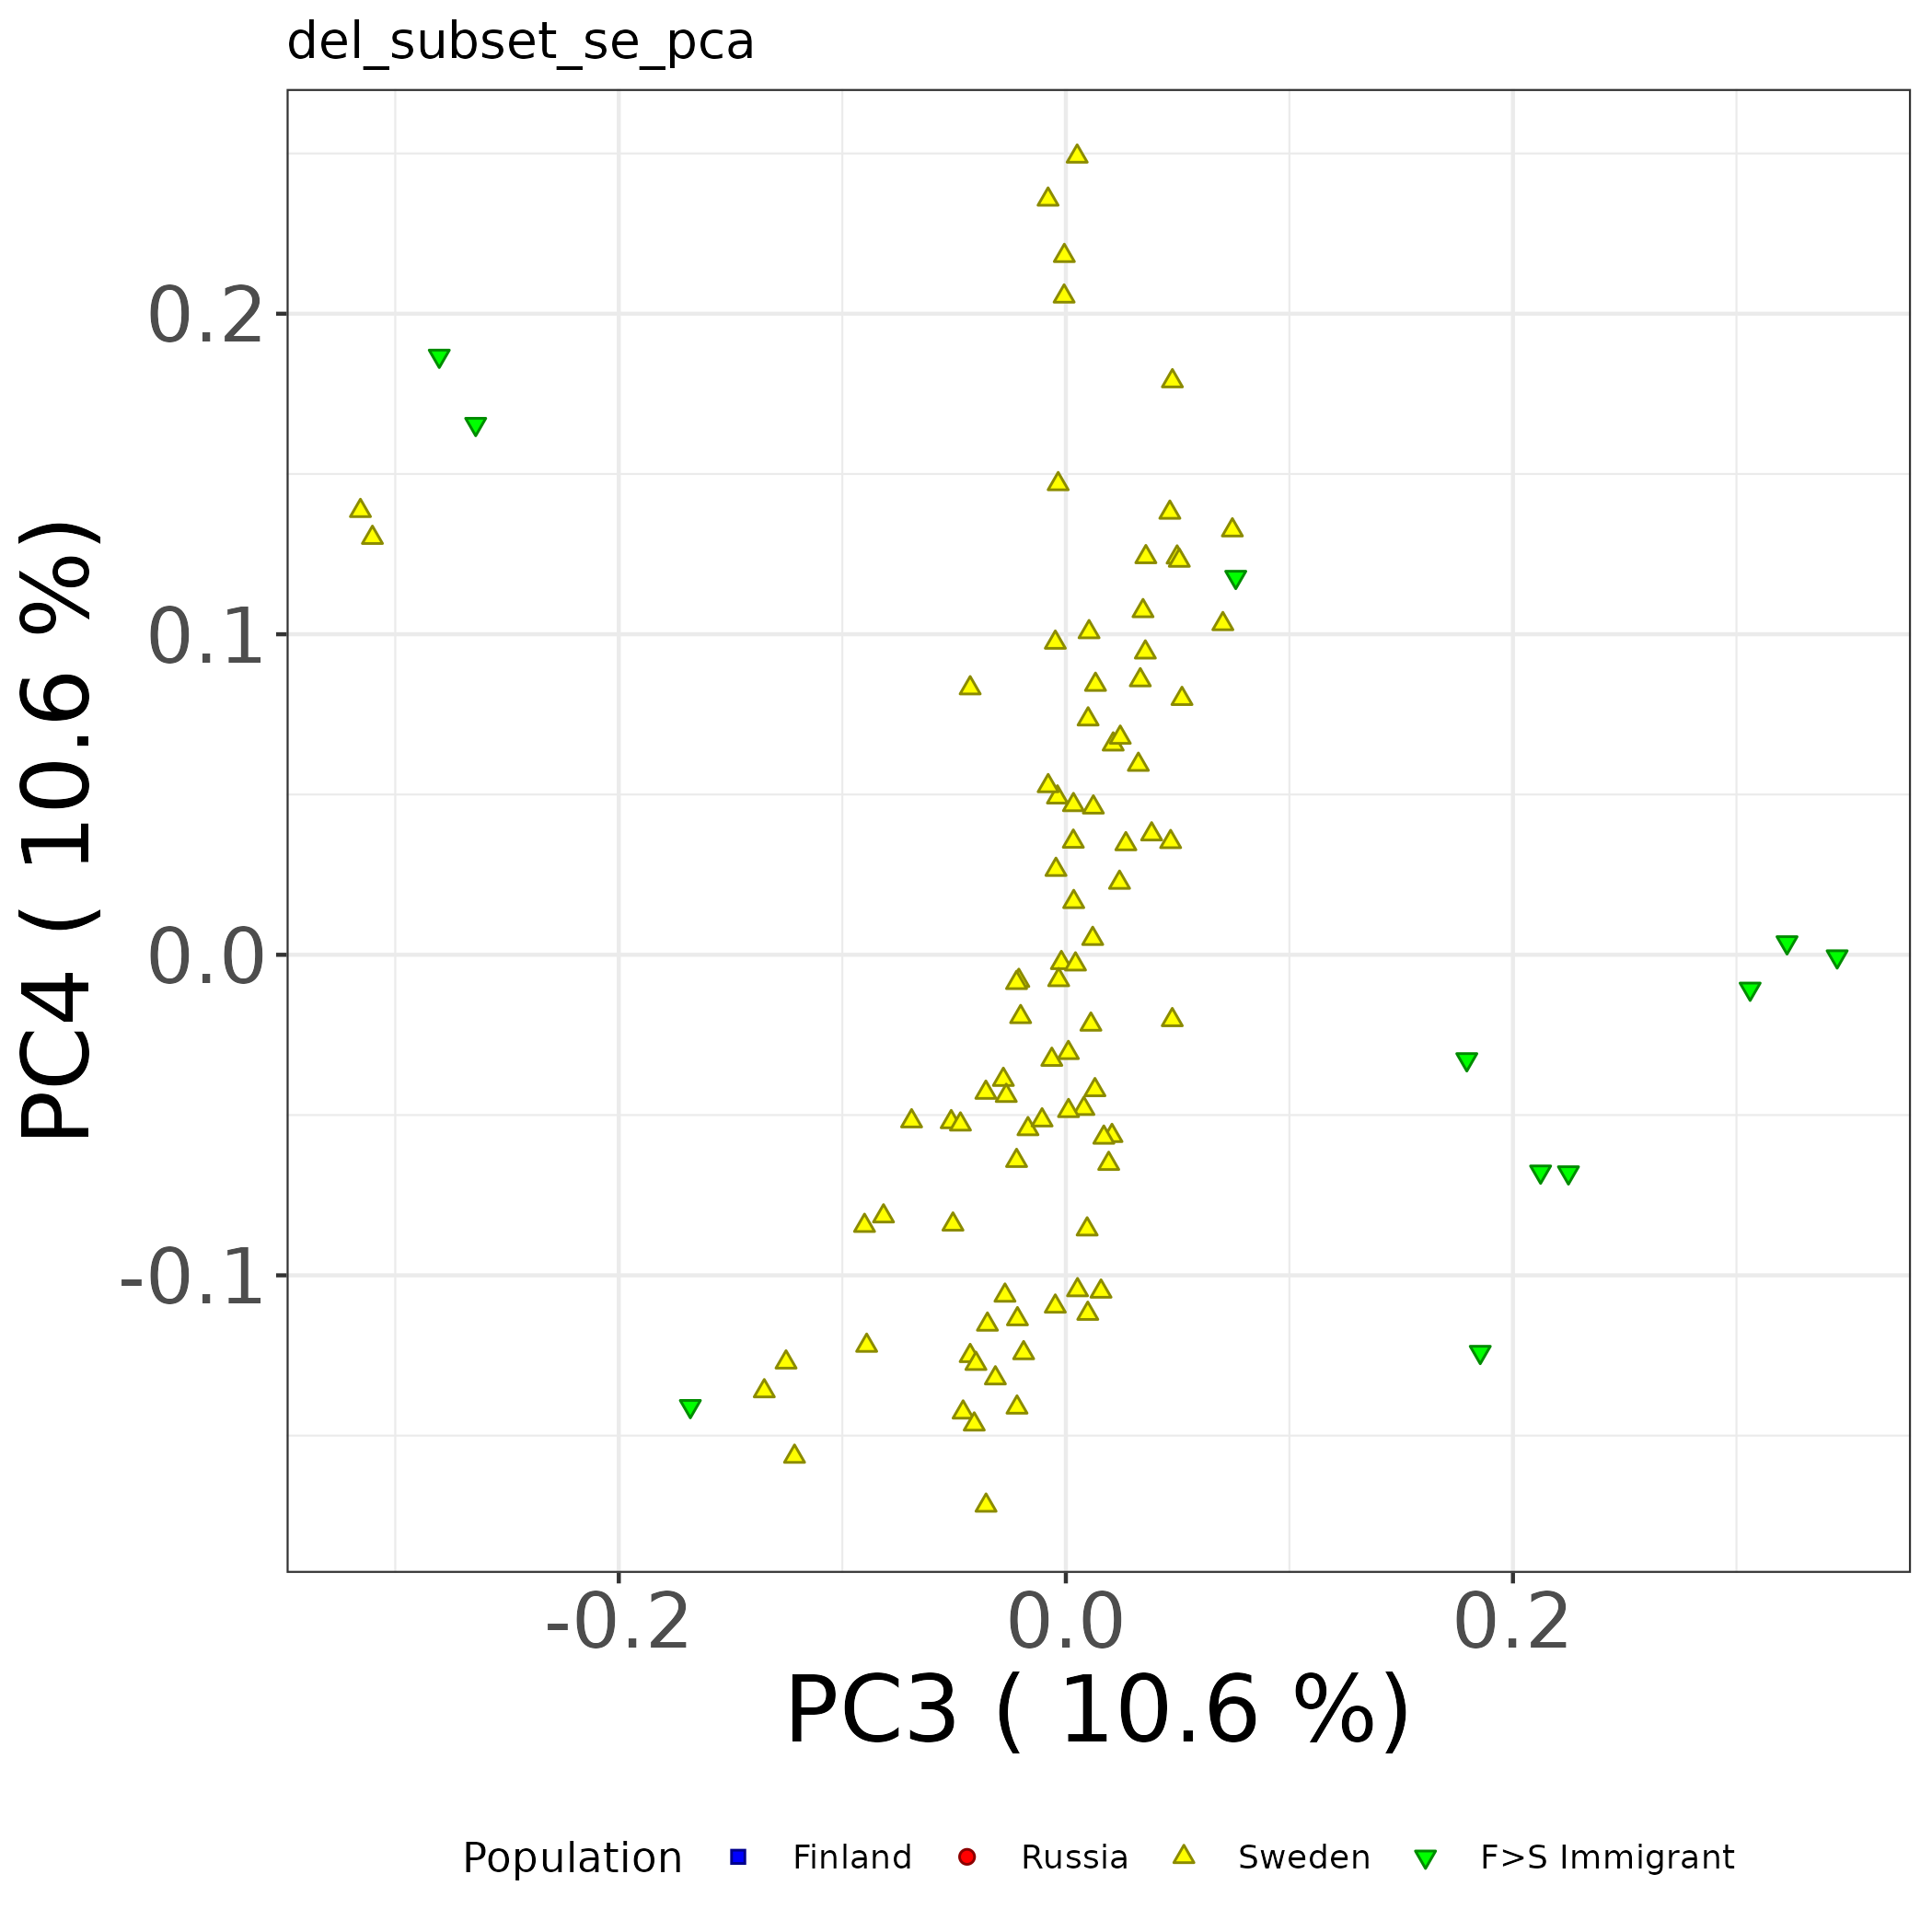 del_subset_se_pca
PC4 ( 10.6 %)
0.2
0.1
0.0
-0.1
-0.2 0.0 0.2
PC3 ( 10.6 %)
Population Finland Russia Sweden F>S Immigrant